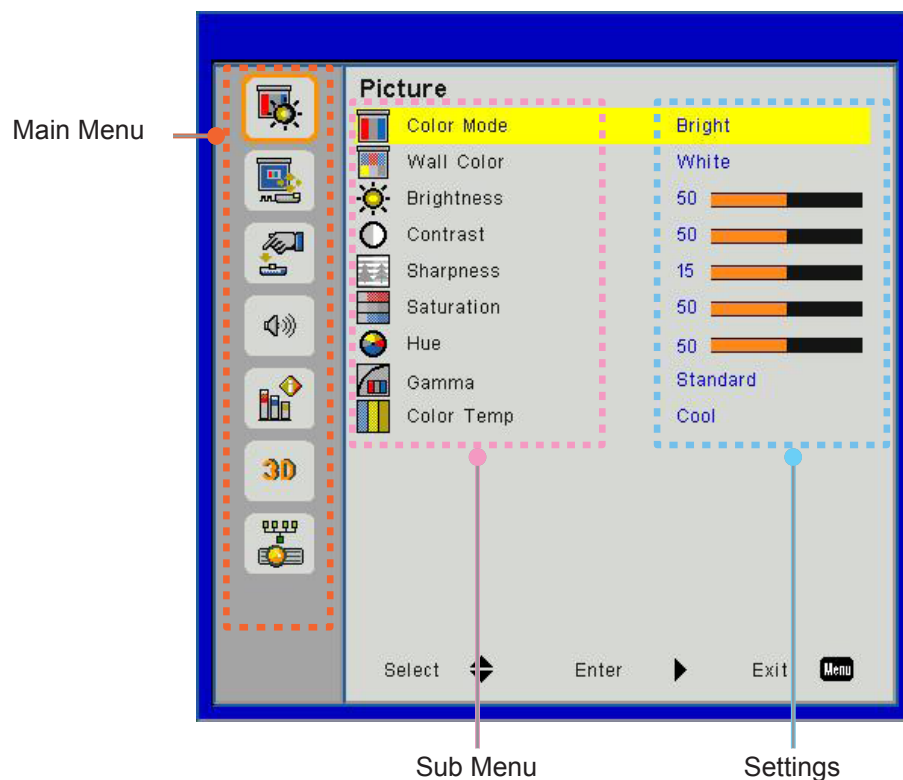 Main Menu
Picture
Color Mode Bright
Wall Color White
Brightness 50
Contrast 50
Sharpness 15
Saturation 50
Hue 50
Gamma Standard
Color Temp Cool
3D
Select Enter Exit Menu
Sub Menu Settings